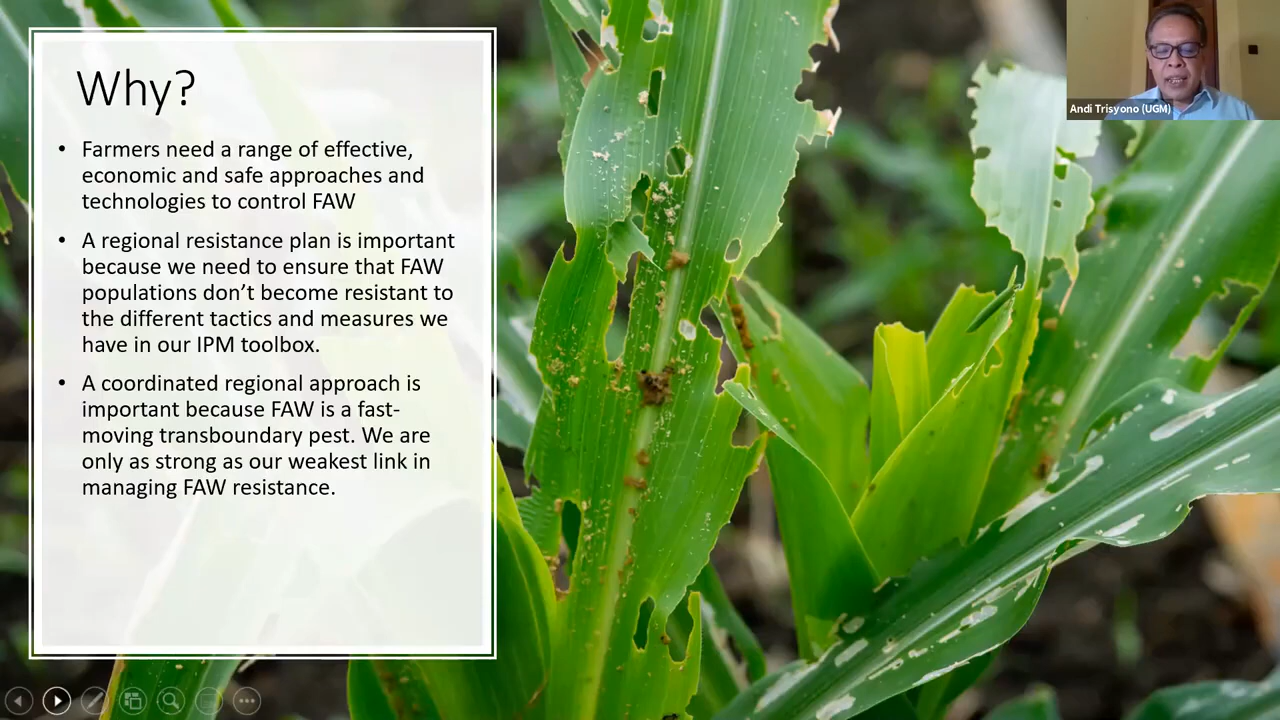 Why?
• Farmers need a range of effective,
economic and safe approaches and
technologies to control FAW
• A regional resistance plan is important
because we need to ensure that FAW
populations don’t become resistant to
the different tactics and measures we
have in our IPM toolbox.
• A coordinated regional approach is
important because FAW is a fast-
moving transboundary pest. We are
only as strong as our weakest link in
managing FAW resistance.
Andi Trisyono (UGM)